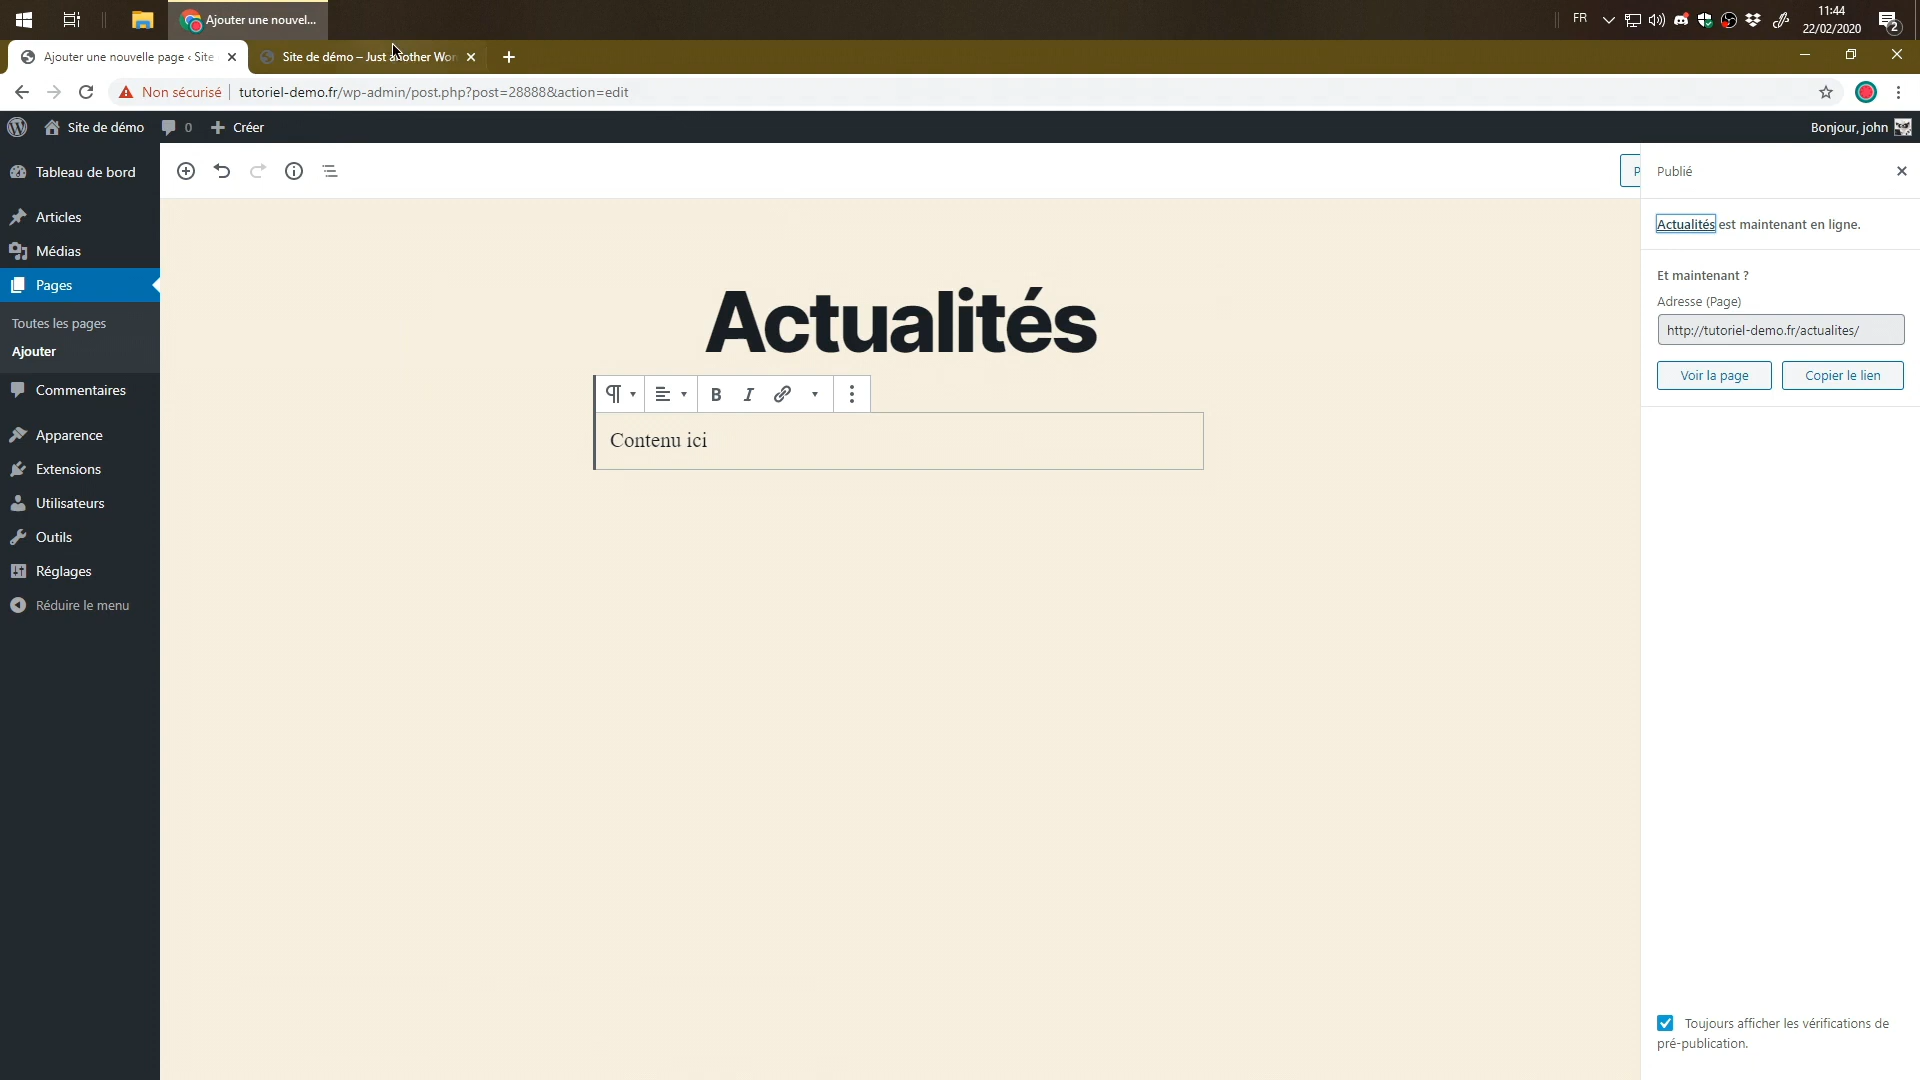 Ajouter une nouvel...
FR
11:44
22/02/2020
2
Ajouter une nouvelle page ‹ Site
Site de démo – Just another Wor
Non sécurisé
tutoriel-demo.fr/wp-admin/post.php?post=28888&action=edit
Site de démo
0
Créer
Bonjour, john
Tableau de bord
Articles
Médias
Pages
Toutes les pages
Ajouter
Commentaires
Apparence
Extensions
Utilisateurs
Outils
Réglages
Réduire le menu
Actualités
B
I
Contenu ici
P
Publié
Actualités est maintenant en ligne.
Et maintenant ?
Adresse (Page)
http://tutoriel-demo.fr/actualites/
Voir la page
Copier le lien
Toujours afficher les vérifications de
pré-publication.